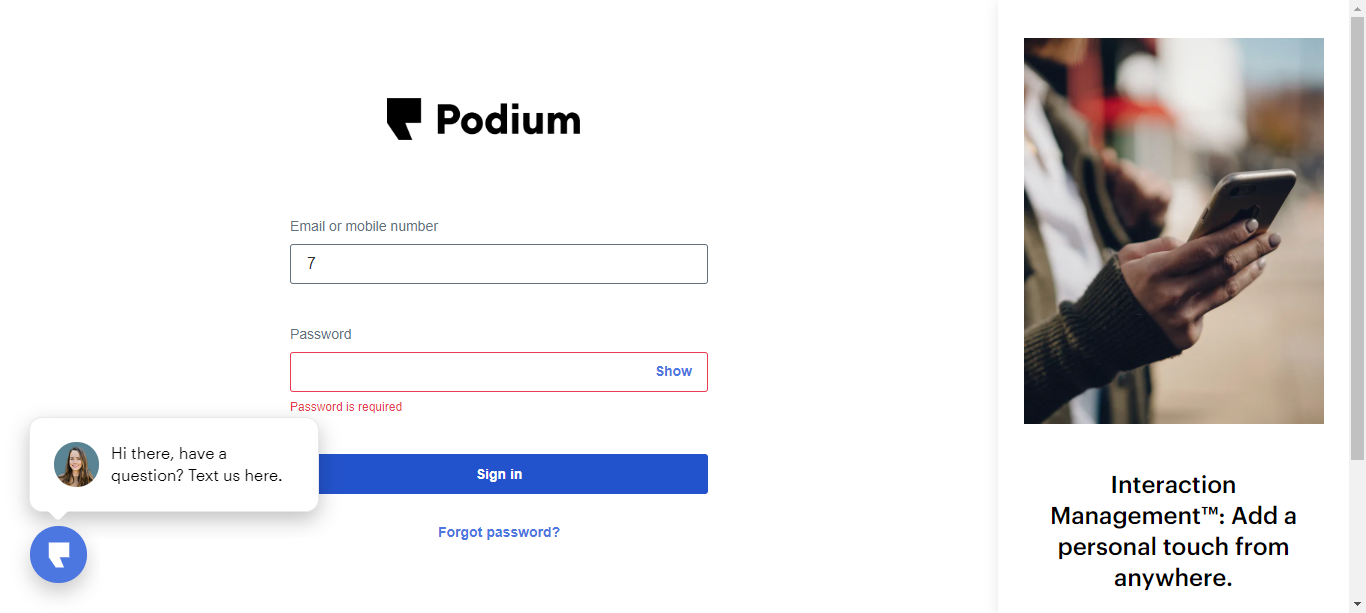 Podium
Email or mobile number
7
Password
Show
Password is required
Hi there, have a
question? Text us here.
Sign in
Forgot password?
Interaction
Management™: Add a
personal touch from
anywhere.